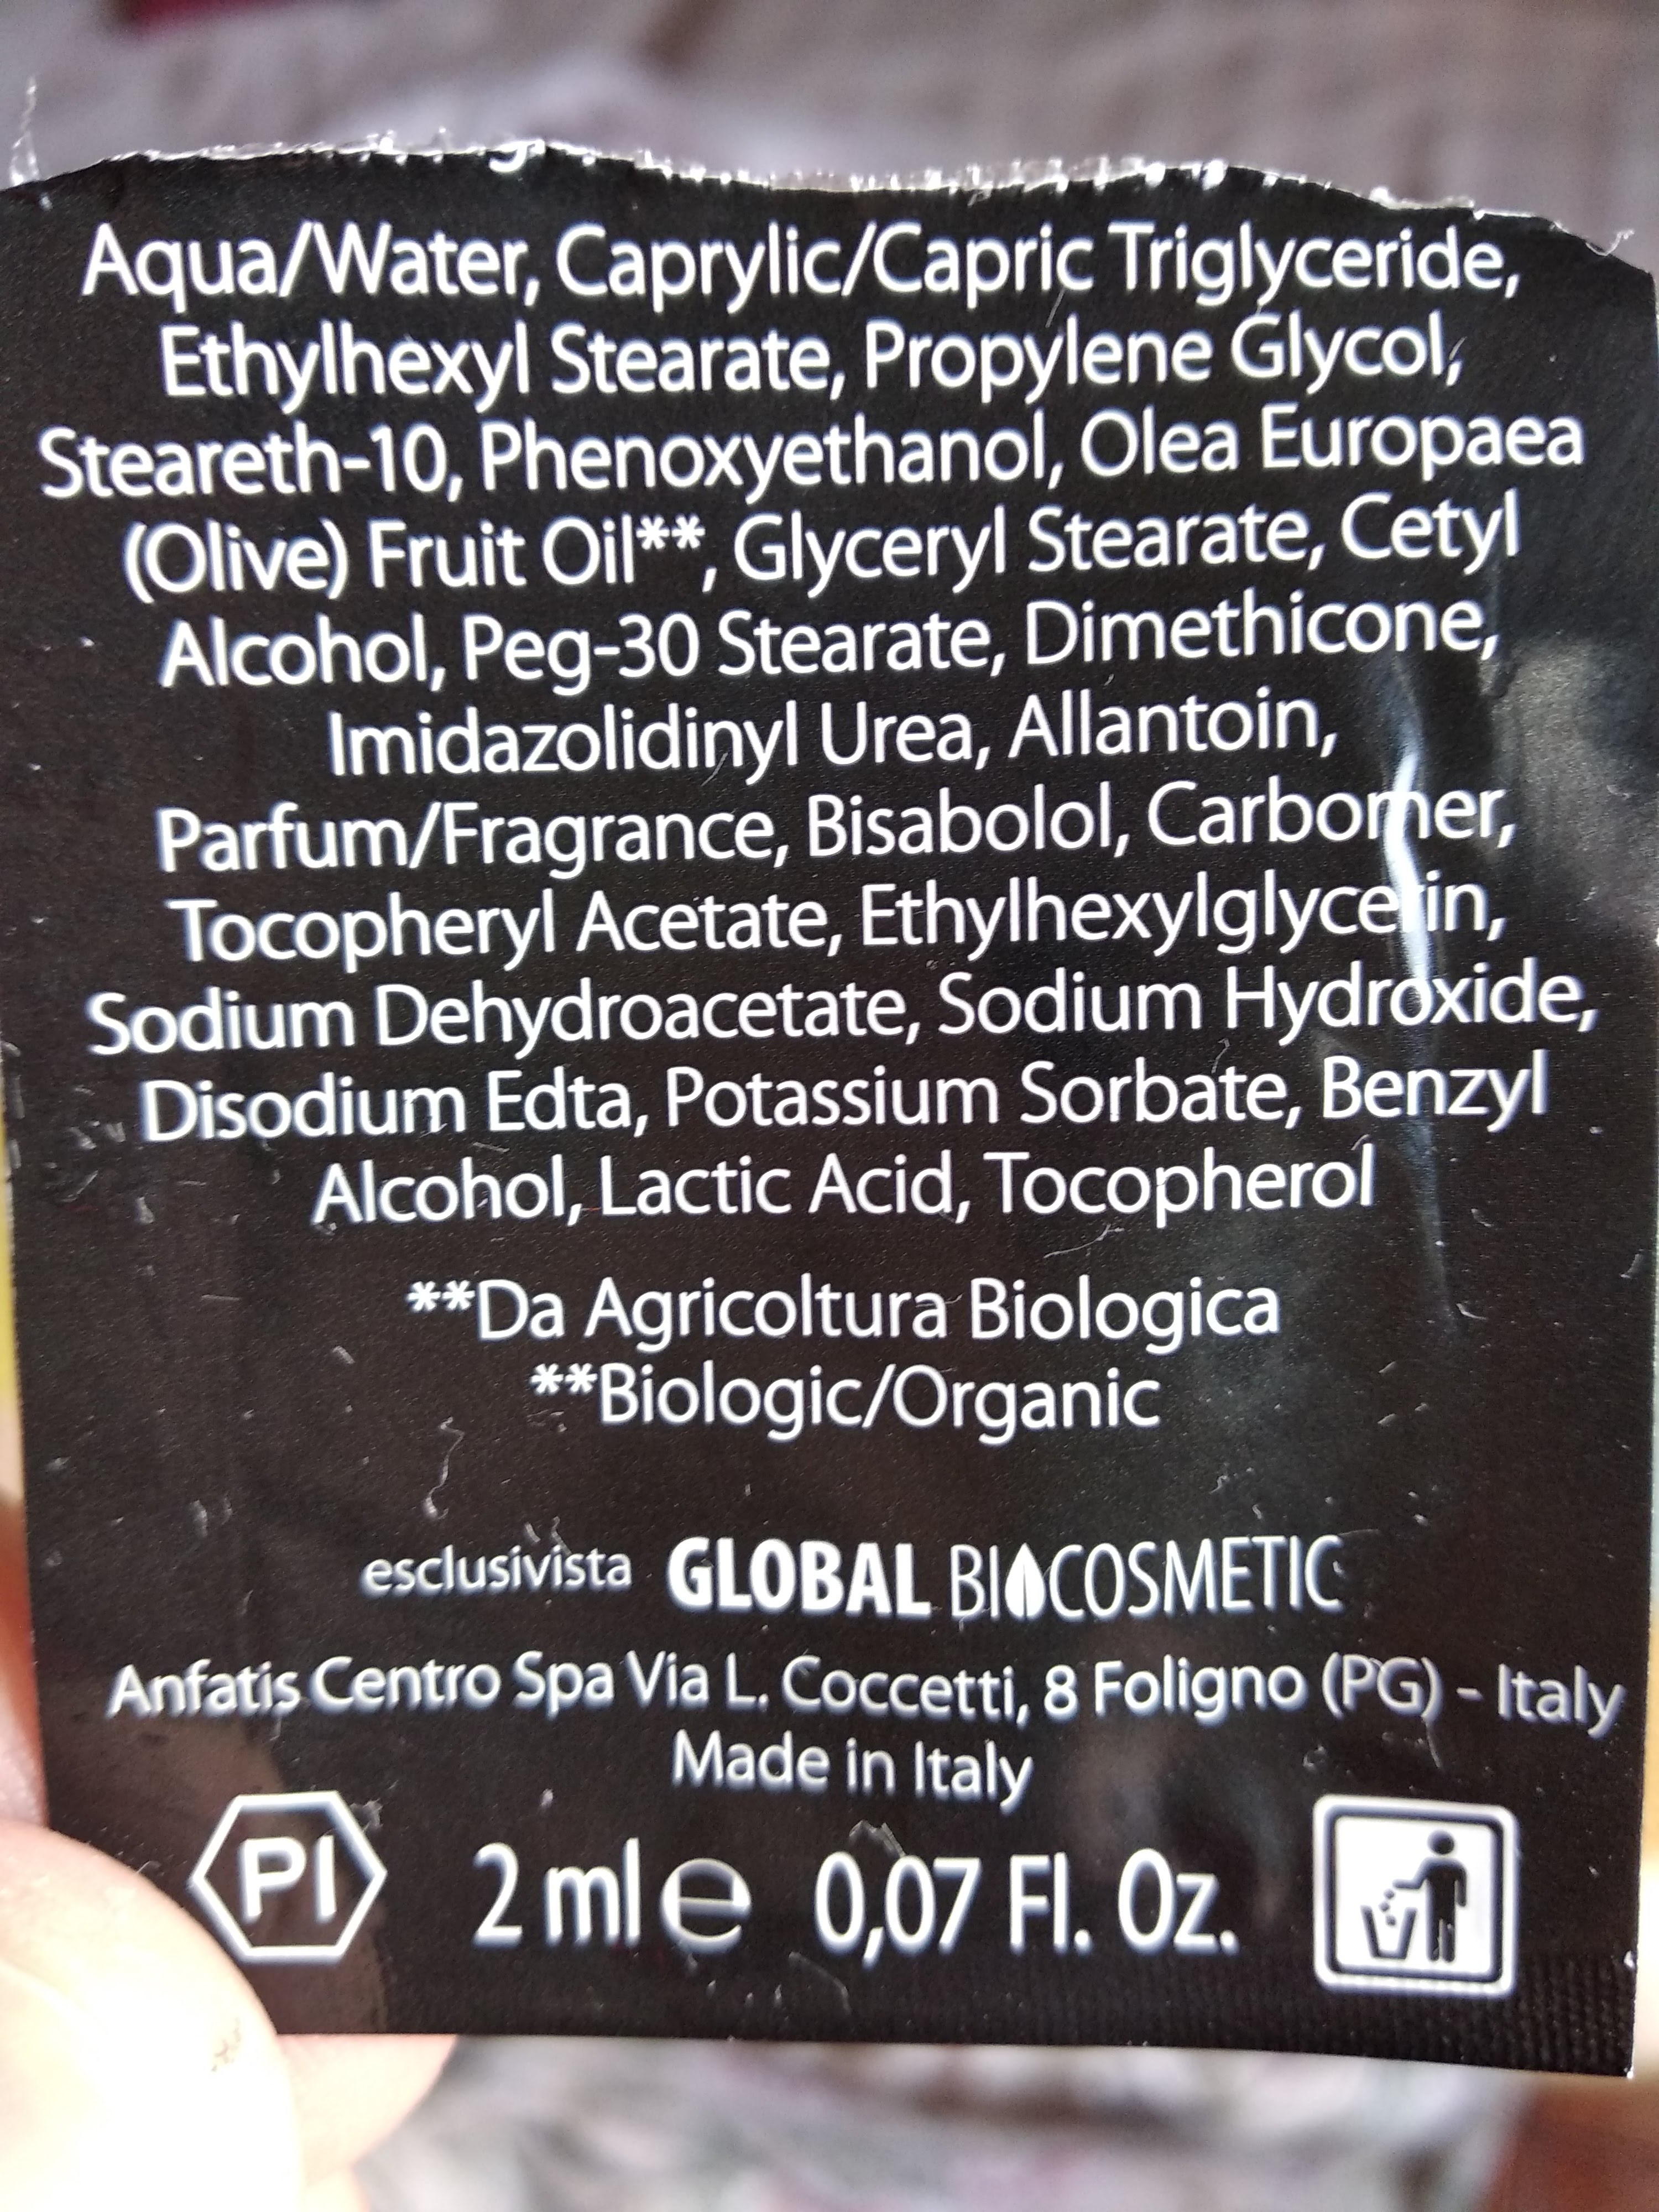 Aqua/Water, Caprylic/Capric Triglyceride,
Ethylhexyl Stearate, Propylene Glycol,
Steareth-10, Phenoxyethanol, Olea Europaea
(Olive) Fruit Oil**, Glyceryl Stearate, Cetyl
Alcohol, Peg-30 Stearate, Dimethicone,
Imidazolidinyl Urea, Allantoin,
Parfum/Fragrance, Bisabolol, Carbomer,
Tocopheryl Acetate, Ethylhexylglycerin,
Sodium Dehydroacetate, Sodium Hydroxide,
Disodium Edta, Potassium Sorbate, Benzyl
Alcohol, Lactic Acid, Tocopherol
**Da Agricoltura Biologica
**Biologic/Organic
esclusivista GLOBAL BIOCOSMETIC
Anfatis Centro Spa Via L. Coccetti, 8 Foligno (PG) - Italy
Made in Italy
PI 2 ml e 0,07 Fl. Oz.